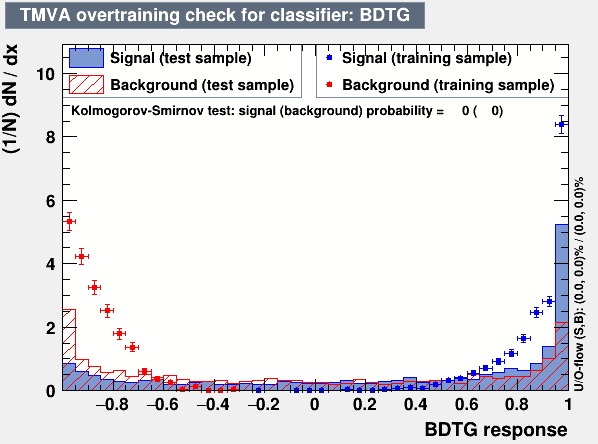 TMVA overtraining check for classifier: BDTG
Signal (test sample)
Background (test sample)
Signal (training sample)
Background (training sample)
Kolmogorov-Smirnov test: signal (background) probability = 0 ( 0)
(1/N) dN / dx
10
8
6
4
2
0
−0.8 −0.6 −0.4 −0.2 0 0.2 0.4 0.6 0.8 1
BDTG response
U/O-flow (S,B): (0.0, 0.0)% / (0.0, 0.0)%